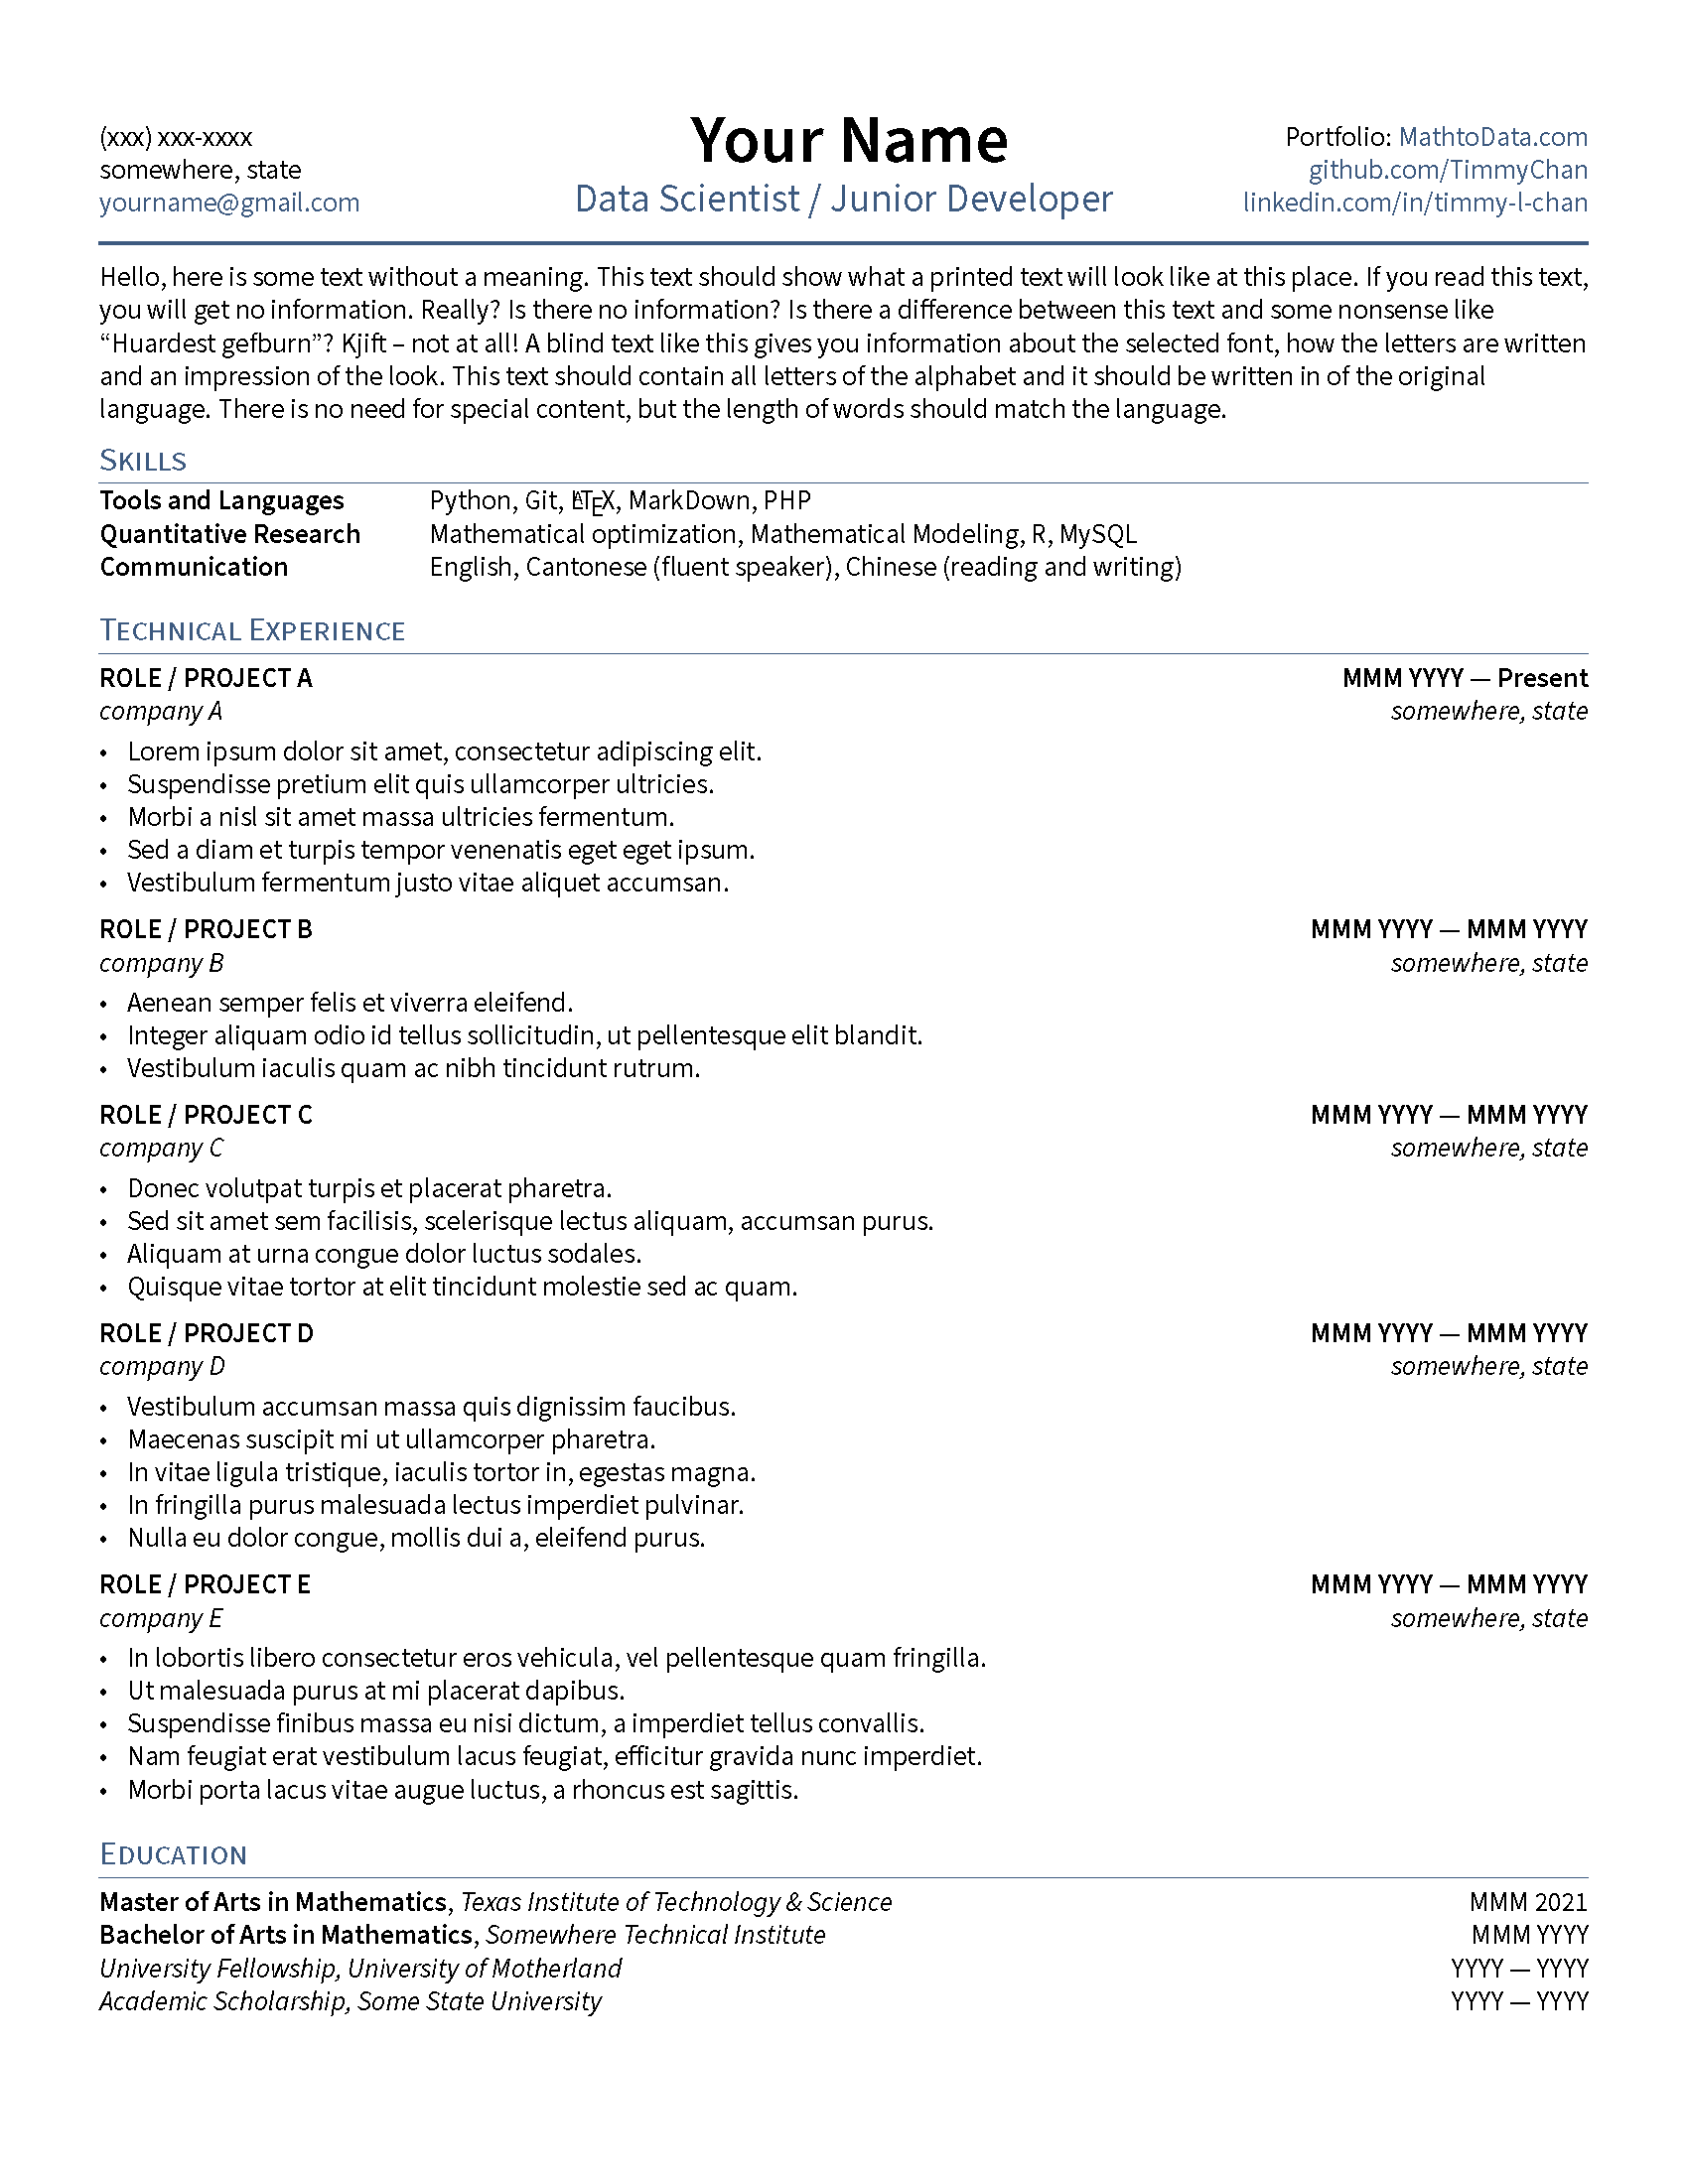 (xxx) xxx-xxxx
somewhere, state
yourname@gmail.com
Your Name
Data Scientist / Junior Developer
Portfolio: MathtoData.com
github.com/TimmyChan
linkedin.com/in/timmy-l-chan
Hello, here is some text without a meaning. This text should show what a printed text will look like at this place. If you read this text,
you will get no information. Really? Is there no information? Is there a difference between this text and some nonsense like
“Huardest gefburn”? Kjift – not at all! A blind text like this gives you information about the selected font, how the letters are written
and an impression of the look. This text should contain all letters of the alphabet and it should be written in of the original
language. There is no need for special content, but the length of words should match the language.
SKILLS
Tools and Languages Python, Git, LATEX, MarkDown, PHP
Quantitative Research Mathematical optimization, Mathematical Modeling, R, MySQL
Communication English, Cantonese (fluent speaker), Chinese (reading and writing)
TECHNICAL EXPERIENCE
ROLE / PROJECT A MMM YYYY — Present
company A somewhere, state
• Lorem ipsum dolor sit amet, consectetur adipiscing elit.
• Suspendisse pretium elit quis ullamcorper ultricies.
• Morbi a nisl sit amet massa ultricies fermentum.
• Sed a diam et turpis tempor venenatis eget eget ipsum.
• Vestibulum fermentum justo vitae aliquet accumsan.
ROLE / PROJECT B MMM YYYY — MMM YYYY
company B somewhere, state
• Aenean semper felis et viverra eleifend.
• Integer aliquam odio id tellus sollicitudin, ut pellentesque elit blandit.
• Vestibulum iaculis quam ac nibh tincidunt rutrum.
ROLE / PROJECT C MMM YYYY — MMM YYYY
company C somewhere, state
• Donec volutpat turpis et placerat pharetra.
• Sed sit amet sem facilisis, scelerisque lectus aliquam, accumsan purus.
• Aliquam at urna congue dolor luctus sodales.
• Quisque vitae tortor at elit tincidunt molestie sed ac quam.
ROLE / PROJECT D MMM YYYY — MMM YYYY
company D somewhere, state
• Vestibulum accumsan massa quis dignissim faucibus.
• Maecenas suscipit mi ut ullamcorper pharetra.
• In vitae ligula tristique, iaculis tortor in, egestas magna.
• In fringilla purus malesuada lectus imperdiet pulvinar.
• Nulla eu dolor congue, mollis dui a, eleifend purus.
ROLE / PROJECT E MMM YYYY — MMM YYYY
company E somewhere, state
• In lobortis libero consectetur eros vehicula, vel pellentesque quam fringilla.
• Ut malesuada purus at mi placerat dapibus.
• Suspendisse finibus massa eu nisi dictum, a imperdiet tellus convallis.
• Nam feugiat erat vestibulum lacus feugiat, efficitur gravida nunc imperdiet.
• Morbi porta lacus vitae augue luctus, a rhoncus est sagittis.
EDUCATION
Master of Arts in Mathematics, Texas Institute of Technology & Science MMM 2021
Bachelor of Arts in Mathematics, Somewhere Technical Institute MMM YYYY
University Fellowship, University of Motherland YYYY — YYYY
Academic Scholarship, Some State University YYYY — YYYY